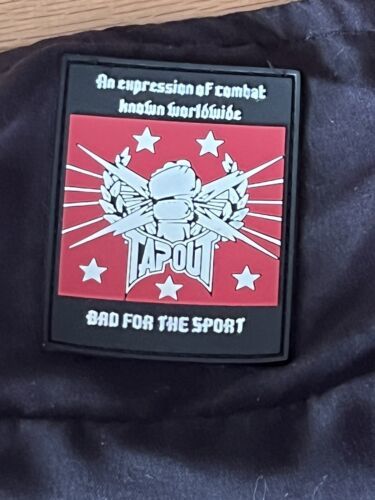 An expression of combat
known worldwide
TAPOUT
BAD FOR THE SPORT